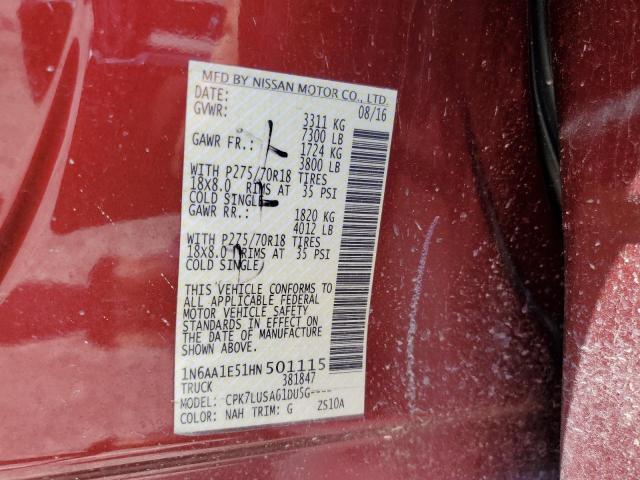 MFD BY NISSAN MOTOR CO., LTD.
DATE: 08/16
GVWR: 3311 KG
7300 LB
GAWR FR.: 1724 KG
3800 LB
WITH P275/70R18 TIRES
18X8.0 RIMS AT 35 PSI
COLD SINGLE
GAWR RR.: 1820 KG
4012 LB
WITH P275/70R18 TIRES
18X8.0 RIMS AT 35 PSI
COLD SINGLE
THIS VEHICLE CONFORMS TO
ALL APPLICABLE FEDERAL
MOTOR VEHICLE SAFETY
STANDARDS IN EFFECT ON
THE DATE OF MANUFACTURE
SHOWN ABOVE.
1N6AA1E51HN501115
TRUCK 381847
MODEL: CPK7LUSAG1DU5G----
COLOR: NAH TRIM: G ZS10A